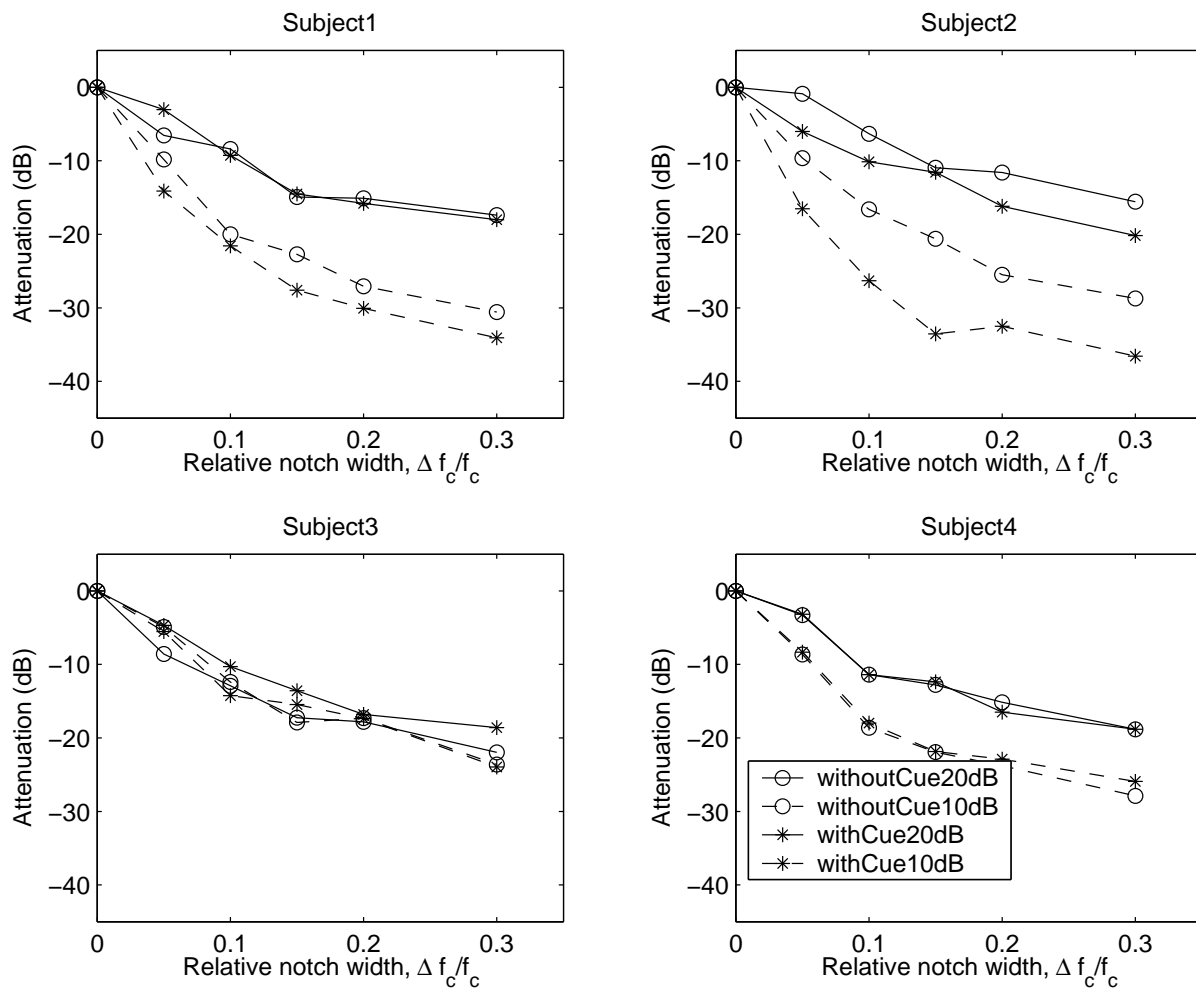 Subject1
0
−10
−20
−30
−40
Attenuation (dB)
0 0.1 0.2 0.3
Relative notch width, Δ f_c/f_c
Subject2
0
−10
−20
−30
−40
Attenuation (dB)
0 0.1 0.2 0.3
Relative notch width, Δ f_c/f_c
Subject3
0
−10
−20
−30
−40
Attenuation (dB)
0 0.1 0.2 0.3
Relative notch width, Δ f_c/f_c
Subject4
0
−10
−20
−30
−40
Attenuation (dB)
withoutCue20dB
withoutCue10dB
withCue20dB
withCue10dB
0 0.1 0.2 0.3
Relative notch width, Δ f_c/f_c